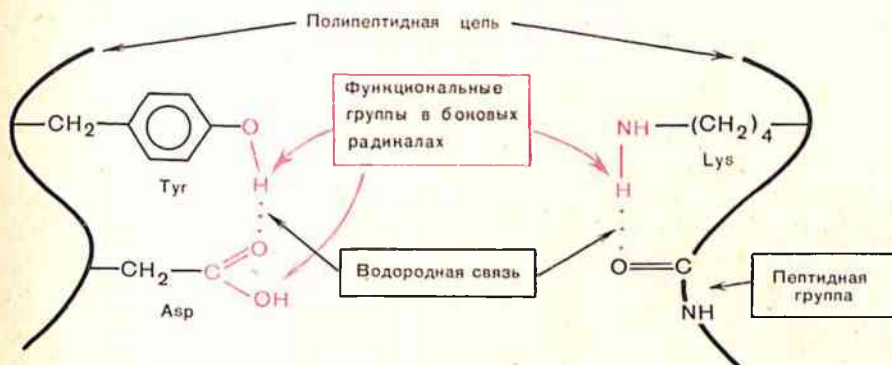 Полипептидная цепь
Функциональные
группы в боковых
радикалах
CH₂
O
H
Tyr
NH
(CH₂)₄
Lys
H
O
O
C
CH₂
C
OH
Asp
Водородная связь
NH
Пептидная
группа